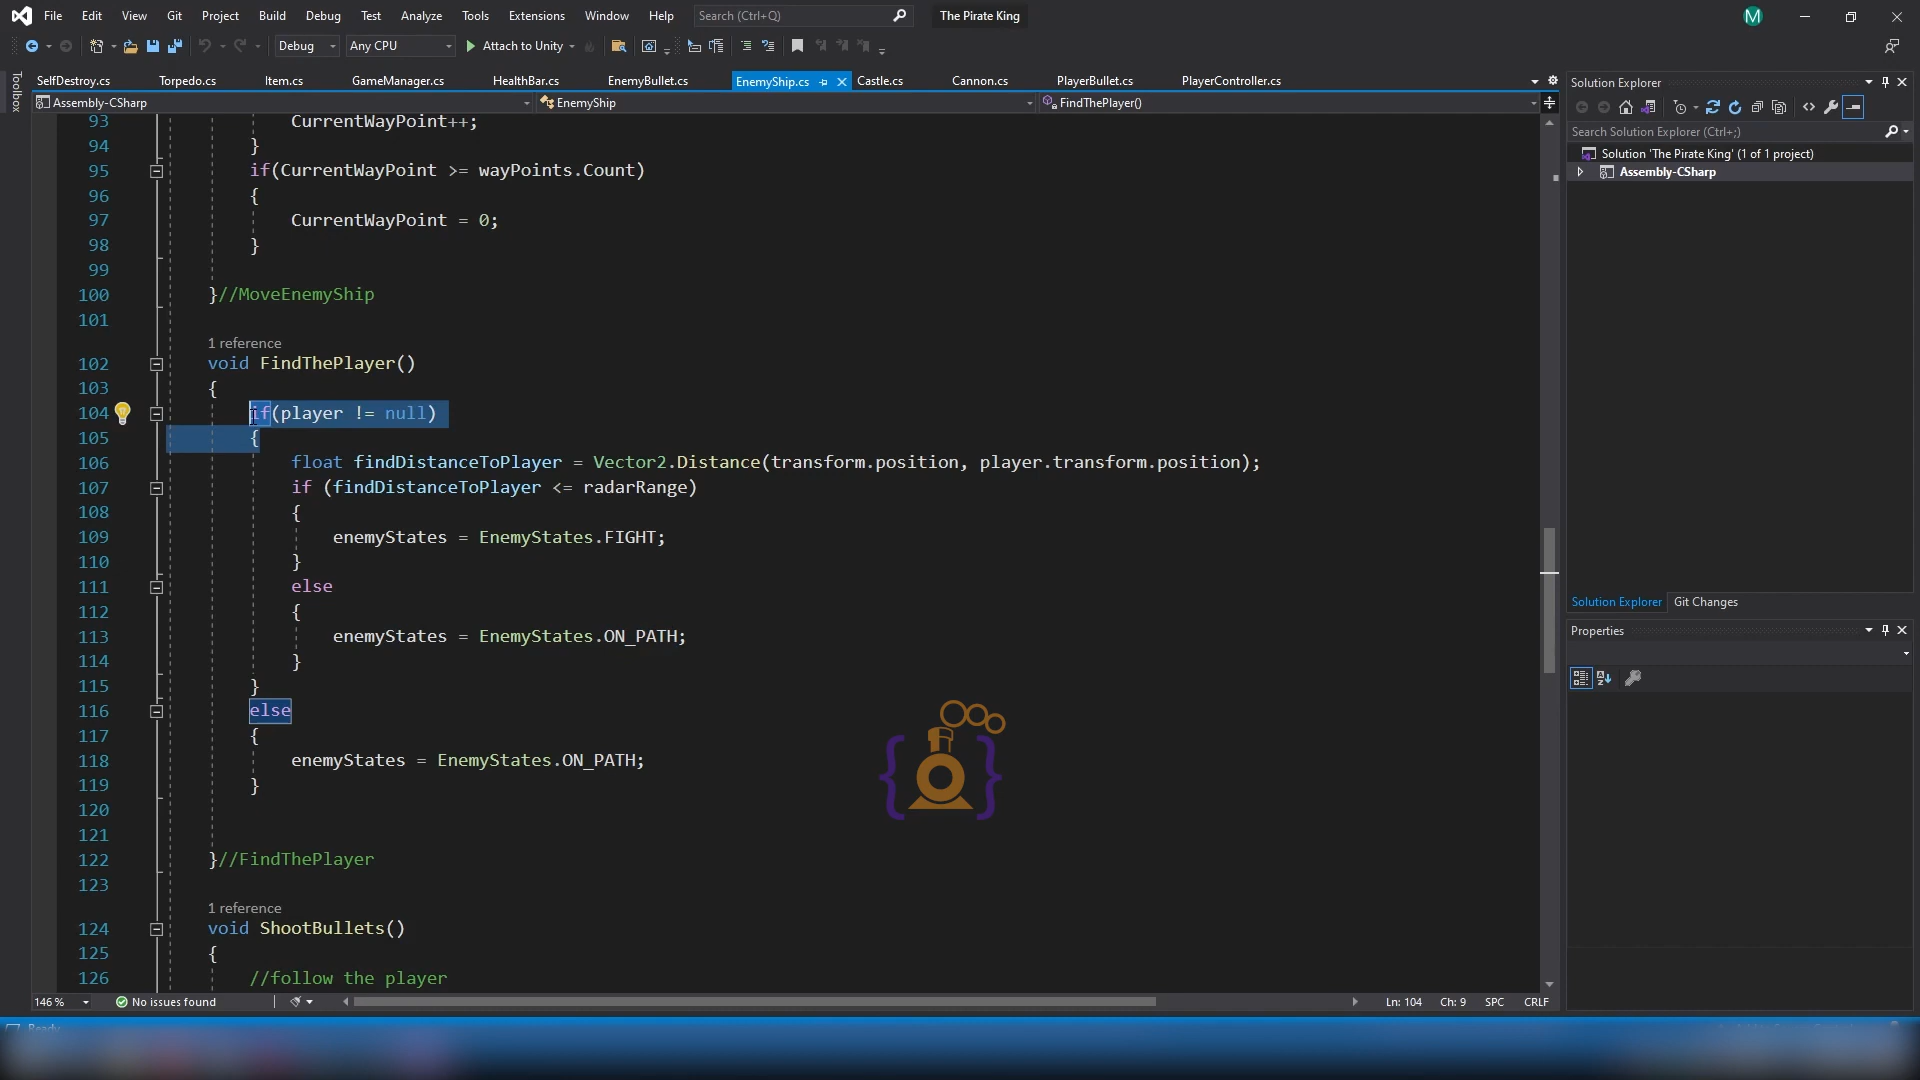 File Edit View Git Project Build Debug Test Analyze Tools Extensions Window Help Search (Ctrl+Q) The Pirate King M
Debug Any CPU Attach to Unity
SelfDestroy.cs Torpedo.cs Item.cs GameManager.cs HealthBar.cs EnemyBullet.cs EnemyShip.cs Castle.cs Cannon.cs PlayerBullet.cs PlayerController.cs
Toolbox
Assembly-CSharp EnemyShip FindThePlayer()
93 CurrentWayPoint++;
94 }
95 if(CurrentWayPoint >= wayPoints.Count)
96 {
97 CurrentWayPoint = 0;
98 }
99
100 }//MoveEnemyShip
101
1 reference
102 void FindThePlayer()
103 {
104 if(player != null)
105 {
106 float findDistanceToPlayer = Vector2.Distance(transform.position, player.transform.position);
107 if (findDistanceToPlayer <= radarRange)
108 {
109 enemyStates = EnemyStates.FIGHT;
110 }
111 else
112 {
113 enemyStates = EnemyStates.ON_PATH;
114 }
115 }
116 else
117 {
118 enemyStates = EnemyStates.ON_PATH;
119 }
120
121
122 }//FindThePlayer
123
1 reference
124 void ShootBullets()
125 {
126 //follow the player
146 % No issues found Ln: 104 Ch: 9 SPC CRLF
Ready
Solution Explorer
Search Solution Explorer (Ctrl+;)
Solution 'The Pirate King' (1 of 1 project)
Assembly-CSharp
Solution Explorer Git Changes
Properties